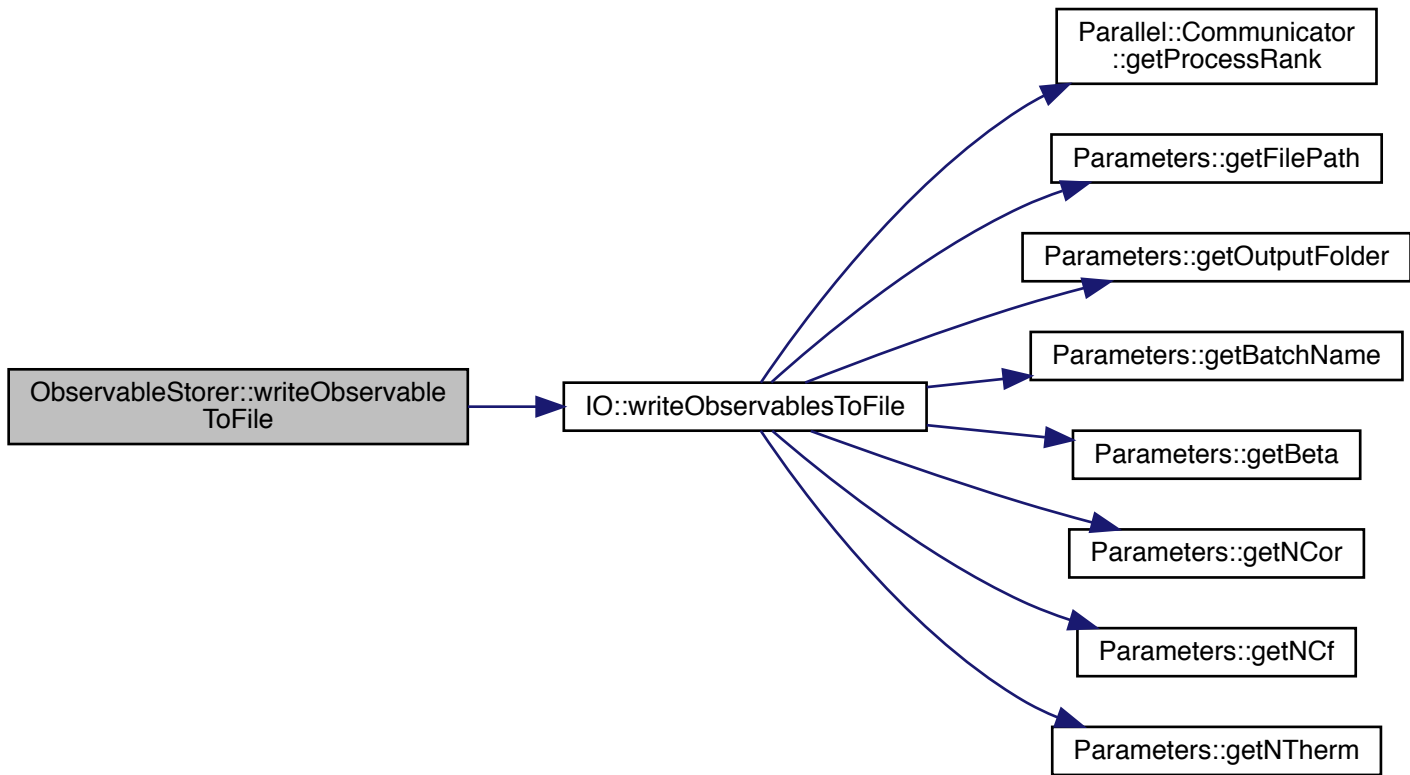 Parallel::Communicator
::getProcessRank
Parameters::getFilePath
Parameters::getOutputFolder
Parameters::getBatchName
ObservableStorer::writeObservable
ToFile
IO::writeObservablesToFile
Parameters::getBeta
Parameters::getNCor
Parameters::getNCf
Parameters::getNTherm